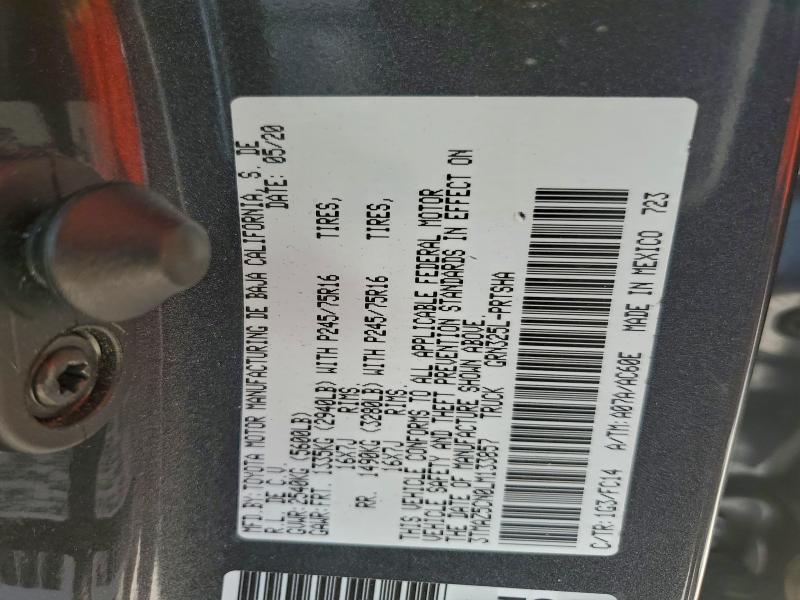 MFD.BY:TOYOTA MOTOR MANUFACTURING DE BAJA CALIFORNIA, S. DE
R.L. DE C.V. DATE: 05/20
GVWR: 2540KG (5600LB)
GAWR:FRT. 1335KG (2940LB) WITH P245/75R16 TIRES,
16X7J RIMS.
RR. 1490KG (3280LB) WITH P245/75R16 TIRES,
16X7J RIMS.
THIS VEHICLE CONFORMS TO ALL APPLICABLE FEDERAL MOTOR
VEHICLE SAFETY AND THEFT PREVENTION STANDARDS IN EFFECT ON
THE DATE OF MANUFACTURE SHOWN ABOVE.
3TMAZ5CN0LM133057 TRUCK GRN325L-PRTSHA
C/TR:1G3/FC14 A/TM:A07A/AC60E MADE IN MEXICO 723